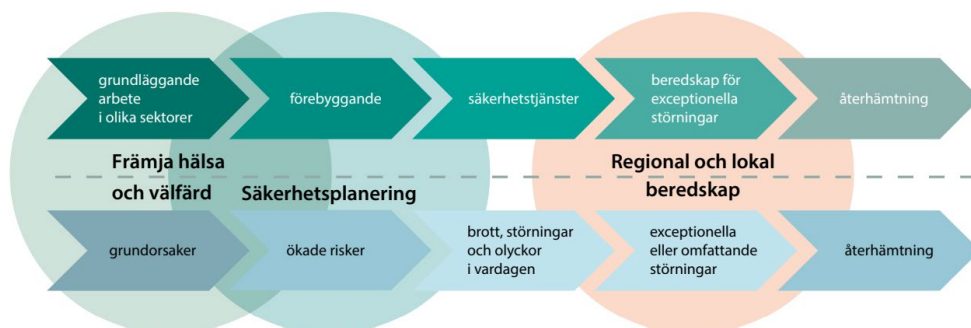 grundläggande
arbete
i olika sektorer
förebyggande
säkerhetstjänster
beredskap för
exceptionella
störningar
återhämtning
Främja hälsa
och välfärd
Säkerhetsplanering
Regional och lokal
beredskap
grundorsaker
ökade risker
brott, störningar
och olyckor
i vardagen
exceptionella
eller omfattande
störningar
återhämtning